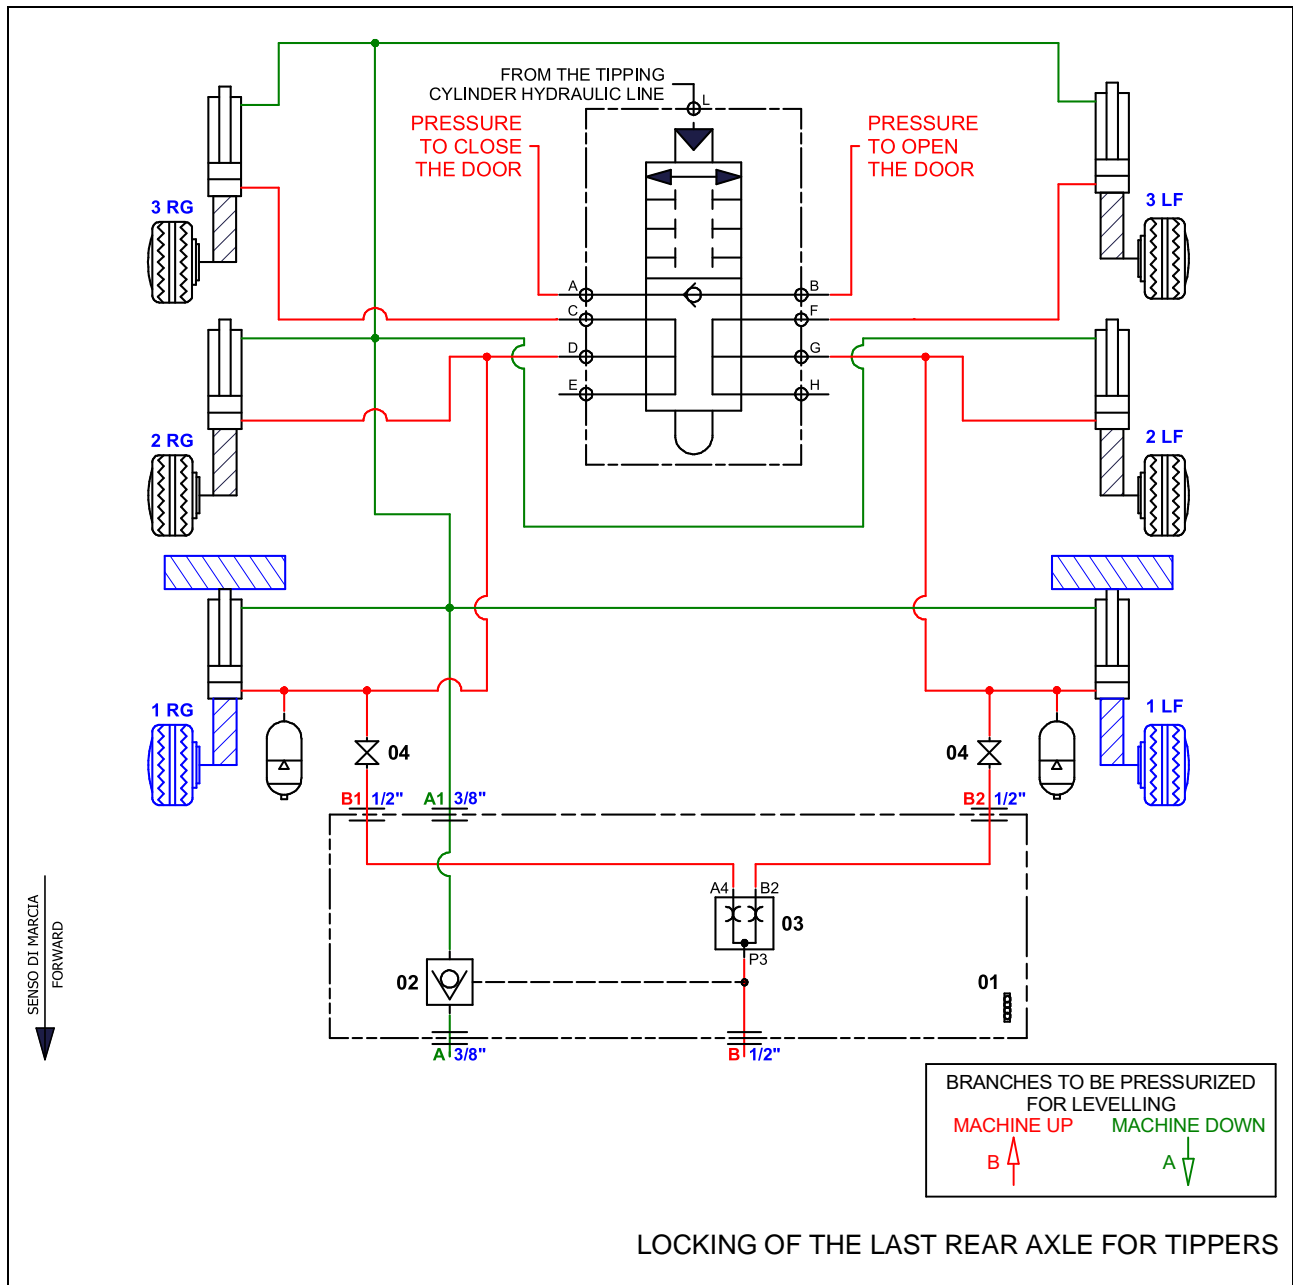 FROM THE TIPPING
CYLINDER HYDRAULIC LINE
L
PRESSURE
TO CLOSE
THE DOOR
PRESSURE
TO OPEN
THE DOOR
3 RG
3 LF
A
B
C
F
D
G
E
H
2 RG
2 LF
1 RG
1 LF
04
04
B1 1/2"
A1 3/8"
B2 1/2"
A4
B2
03
P3
02
01
A 3/8"
B 1/2"
SENSO DI MARCIA
FORWARD
BRANCHES TO BE PRESSURIZED
FOR LEVELLING
MACHINE UP
MACHINE DOWN
B
A
LOCKING OF THE LAST REAR AXLE FOR TIPPERS